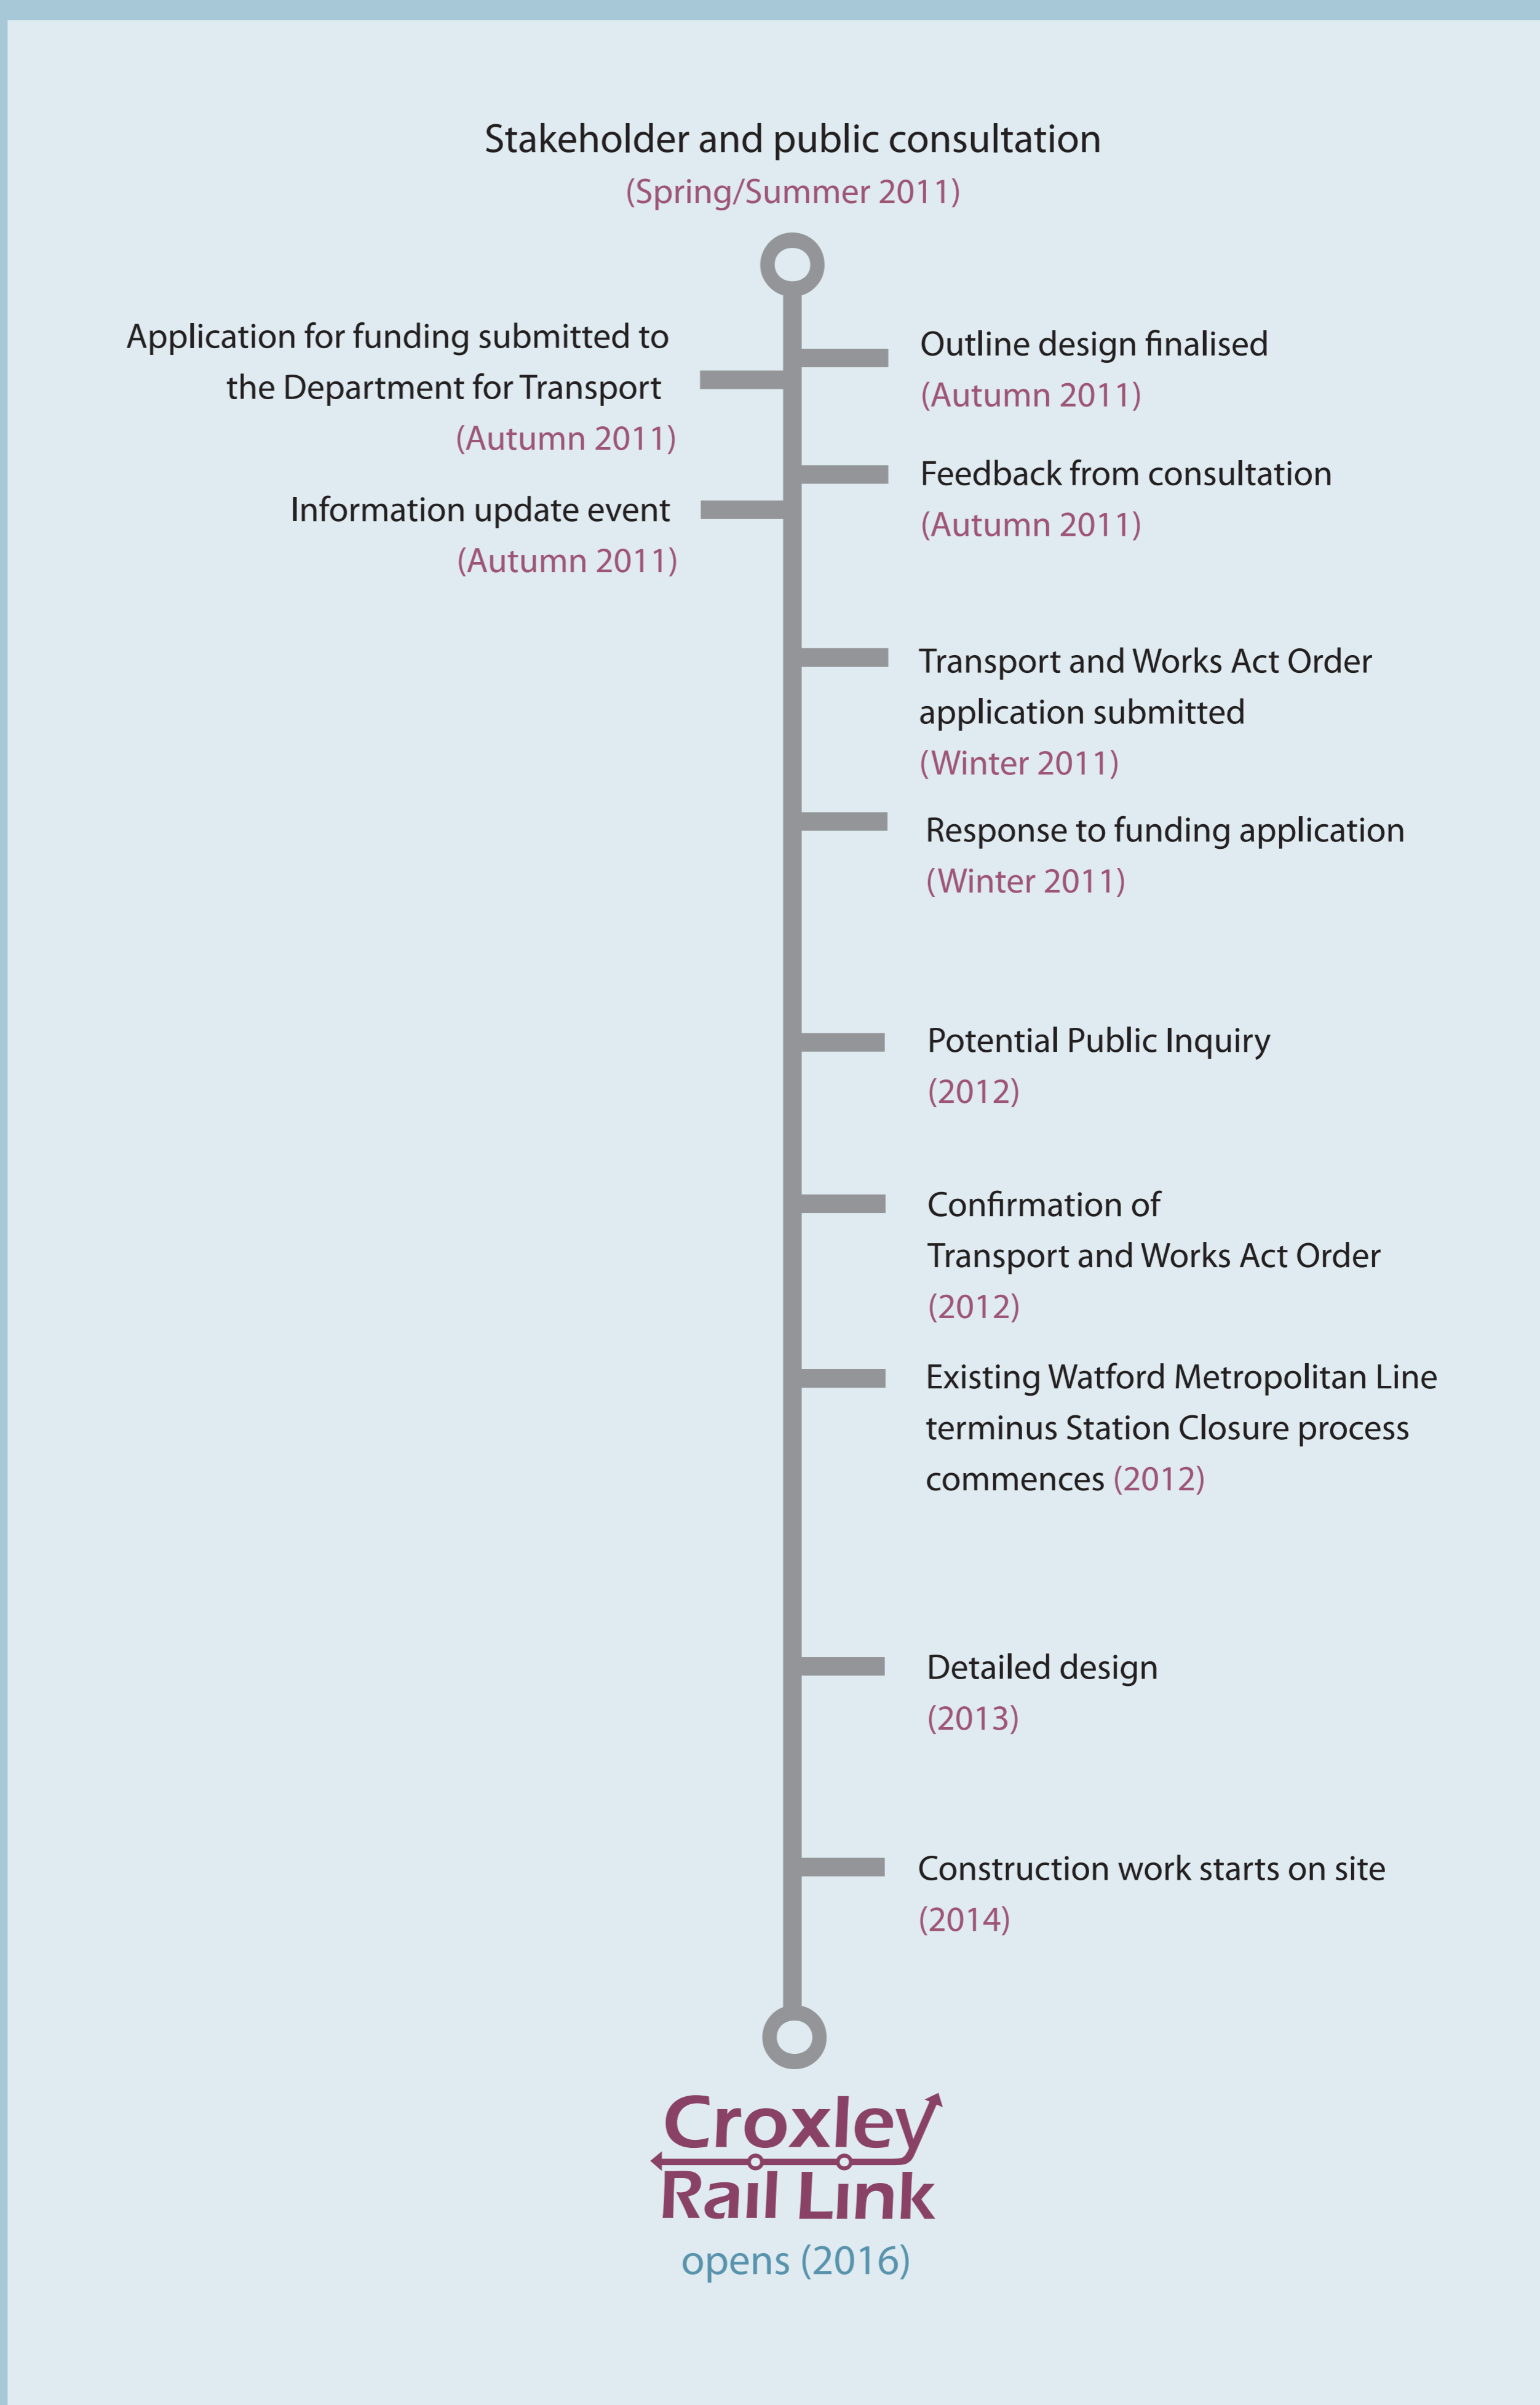 Stakeholder and public consultation
(Spring/Summer 2011)
Application for funding submitted to
the Department for Transport
(Autumn 2011)
Outline design finalised
(Autumn 2011)
Feedback from consultation
(Autumn 2011)
Information update event
(Autumn 2011)
Transport and Works Act Order
application submitted
(Winter 2011)
Response to funding application
(Winter 2011)
Potential Public Inquiry
(2012)
Confirmation of
Transport and Works Act Order
(2012)
Existing Watford Metropolitan Line
terminus Station Closure process
commences (2012)
Detailed design
(2013)
Construction work starts on site
(2014)
Croxley
Rail Link
opens (2016)